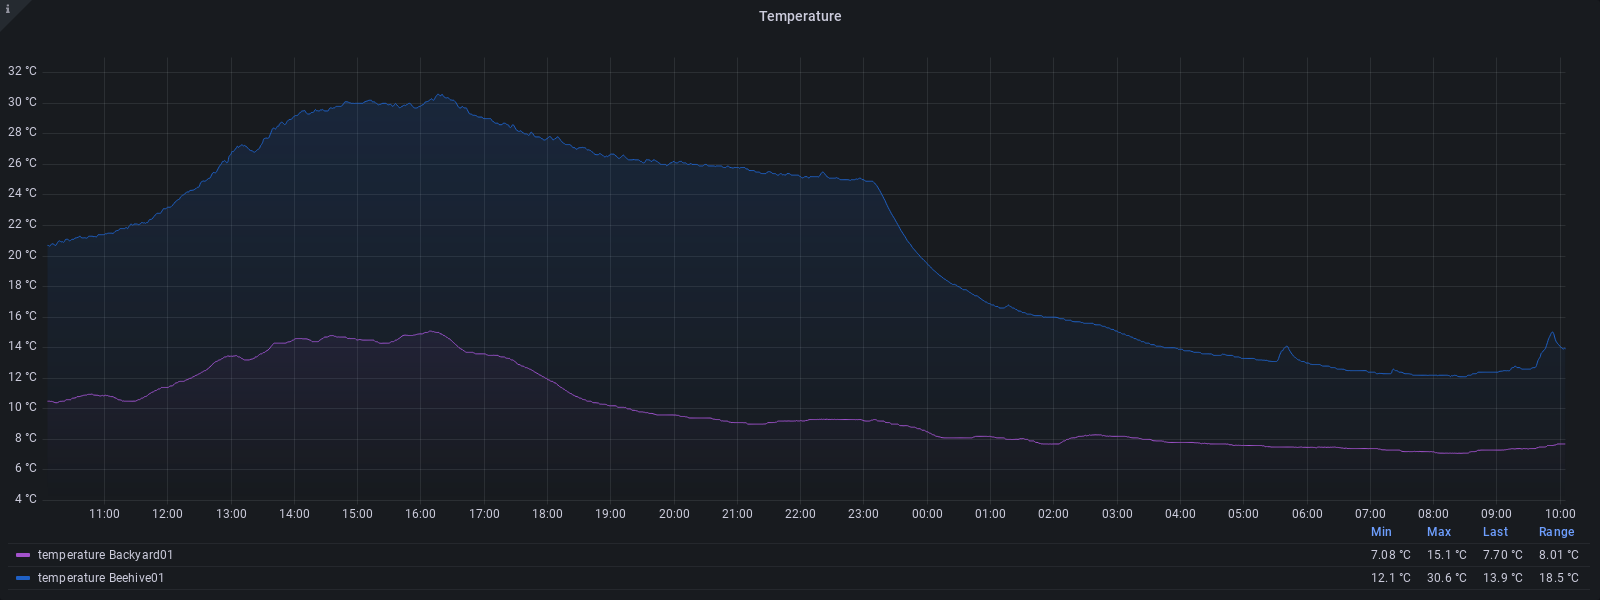 i
Temperature
32 °C
30 °C
28 °C
26 °C
24 °C
22 °C
20 °C
18 °C
16 °C
14 °C
12 °C
10 °C
8 °C
6 °C
4 °C
11:00 12:00 13:00 14:00 15:00 16:00 17:00 18:00 19:00 20:00 21:00 22:00 23:00 00:00 01:00 02:00 03:00 04:00 05:00 06:00 07:00 08:00 09:00 10:00
Min Max Last Range
temperature Backyard01 7.08 °C 15.1 °C 7.70 °C 8.01 °C
temperature Beehive01 12.1 °C 30.6 °C 13.9 °C 18.5 °C